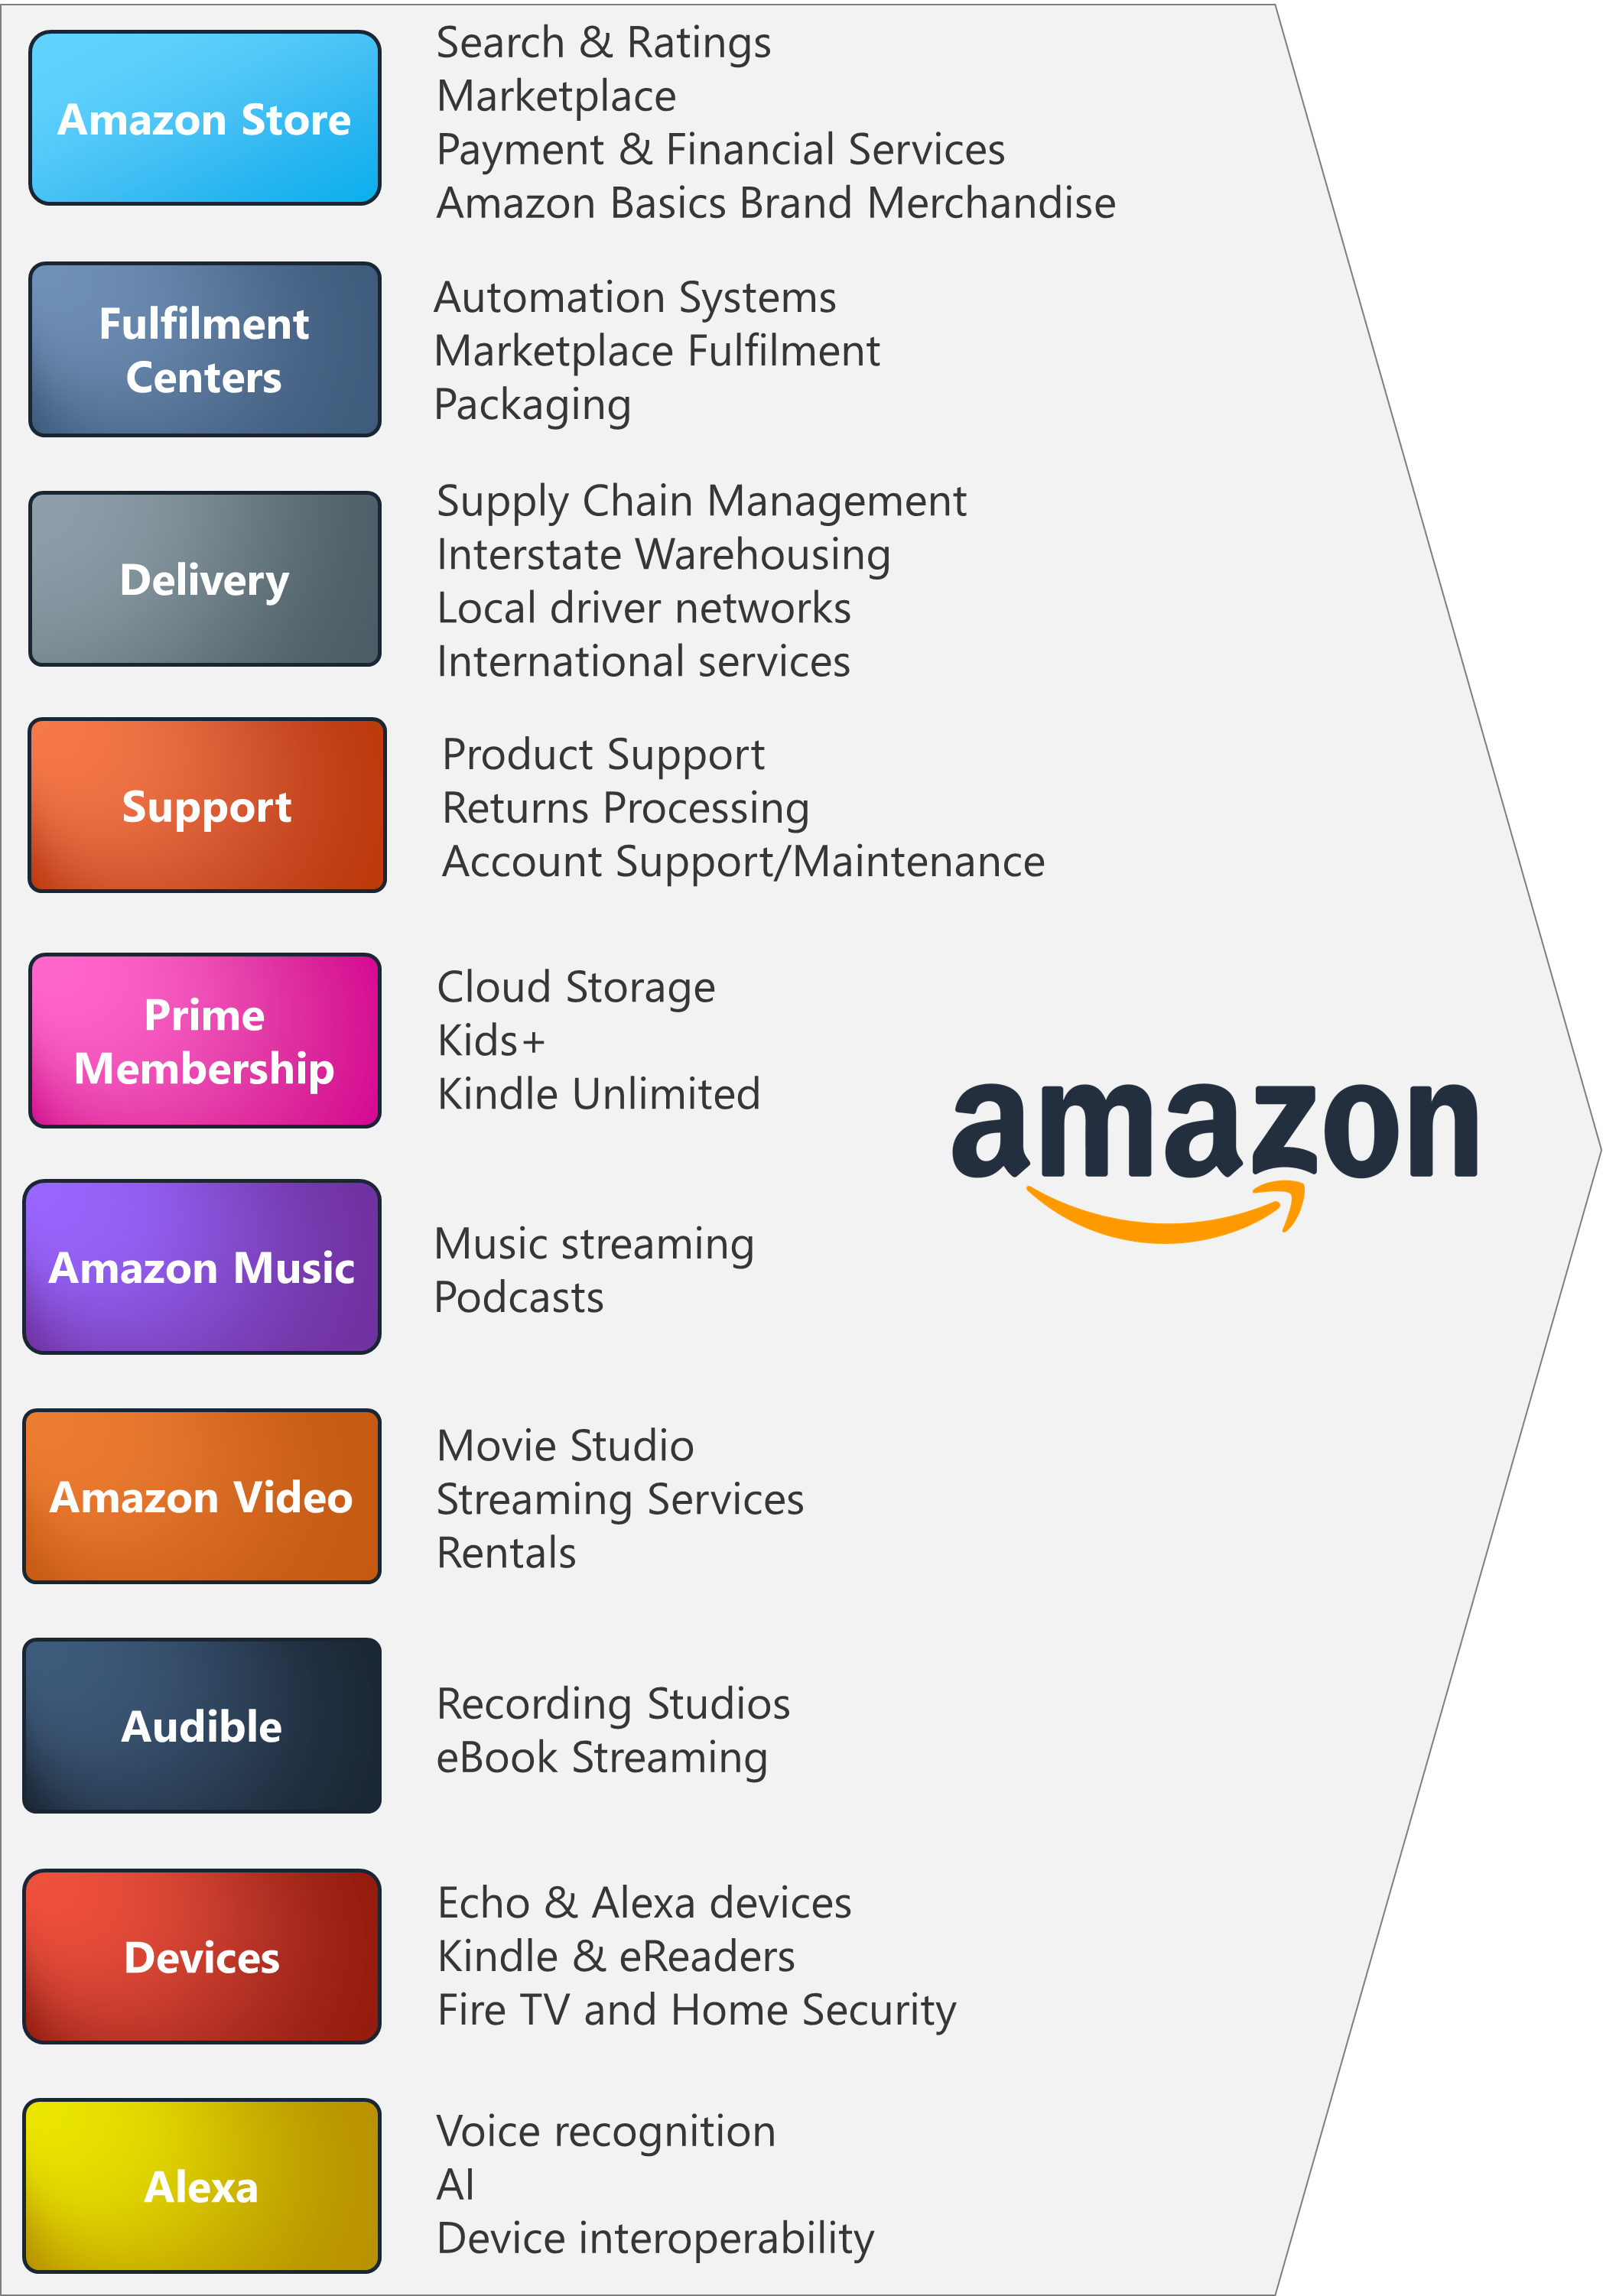 Amazon Store
Search & Ratings
Marketplace
Payment & Financial Services
Amazon Basics Brand Merchandise
Fulfilment
Centers
Automation Systems
Marketplace Fulfilment
Packaging
Delivery
Supply Chain Management
Interstate Warehousing
Local driver networks
International services
Support
Product Support
Returns Processing
Account Support/Maintenance
Prime
Membership
Cloud Storage
Kids+
Kindle Unlimited
amazon
Amazon Music
Music streaming
Podcasts
Amazon Video
Movie Studio
Streaming Services
Rentals
Audible
Recording Studios
eBook Streaming
Devices
Echo & Alexa devices
Kindle & eReaders
Fire TV and Home Security
Alexa
Voice recognition
AI
Device interoperability